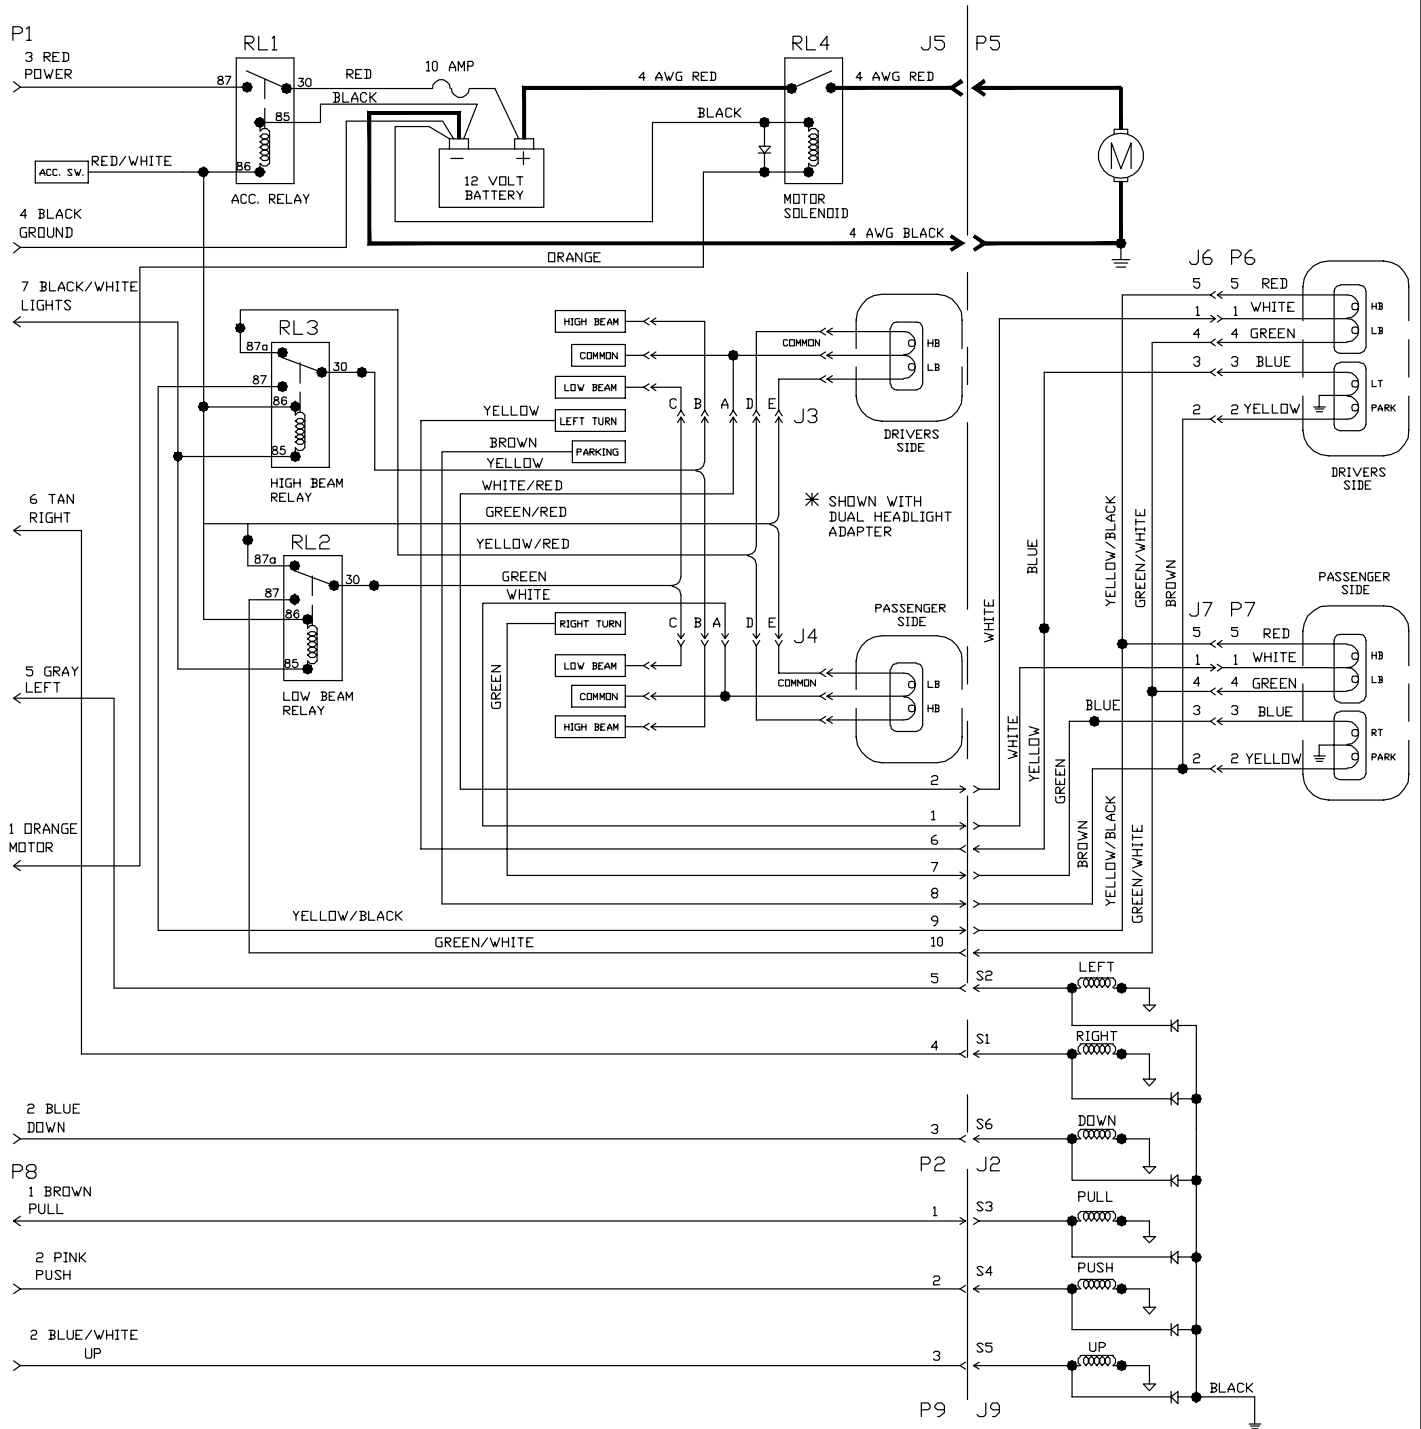 P1
3 RED
POWER
RL1
87
30
RED
10 AMP
BLACK
85
86
ACC. SW.
RED/WHITE
ACC. RELAY
−
+
12 VOLT
BATTERY
4 AWG RED
RL4
4 AWG RED
J5
P5
BLACK
MOTOR
SOLENOID
M
4 BLACK
GROUND
4 AWG BLACK
ORANGE
7 BLACK/WHITE
LIGHTS
RL3
87a
30
87
86
85
HIGH BEAM
RELAY
HIGH BEAM
COMMON
LOW BEAM
LEFT TURN
PARKING
YELLOW
BROWN
YELLOW
WHITE/RED
GREEN/RED
YELLOW/RED
GREEN
WHITE
C B A D E
J3
COMMON
HB
LB
DRIVERS
SIDE
* SHOWN WITH
DUAL HEADLIGHT
ADAPTER
J6 P6
5 5 RED
1 1 WHITE
4 4 GREEN
3 3 BLUE
2 2 YELLOW
HB
LB
LT
PARK
DRIVERS
SIDE
6 TAN
RIGHT
RL2
87a
30
87
86
85
LOW BEAM
RELAY
RIGHT TURN
LOW BEAM
COMMON
HIGH BEAM
GREEN
C B A D E
J4
COMMON
PASSENGER
SIDE
LB
HB
WHITE
WHITE
BLUE
YELLOW
GREEN
BLUE
BROWN
YELLOW/BLACK
GREEN/WHITE
BROWN
YELLOW/BLACK
GREEN/WHITE
PASSENGER
SIDE
J7 P7
5 5 RED
1 1 WHITE
4 4 GREEN
3 3 BLUE
2 2 YELLOW
HB
LB
RT
PARK
5 GRAY
LEFT
1 ORANGE
MOTOR
2
1
6
7
8
YELLOW/BLACK
9
GREEN/WHITE
10
5 S2
LEFT
4 S1
RIGHT
2 BLUE
DOWN
3 S6
DOWN
P2 J2
P8
1 BROWN
PULL
1 S3
PULL
2 PINK
PUSH
2 S4
PUSH
2 BLUE/WHITE
UP
3 S5
UP
BLACK
P9 J9